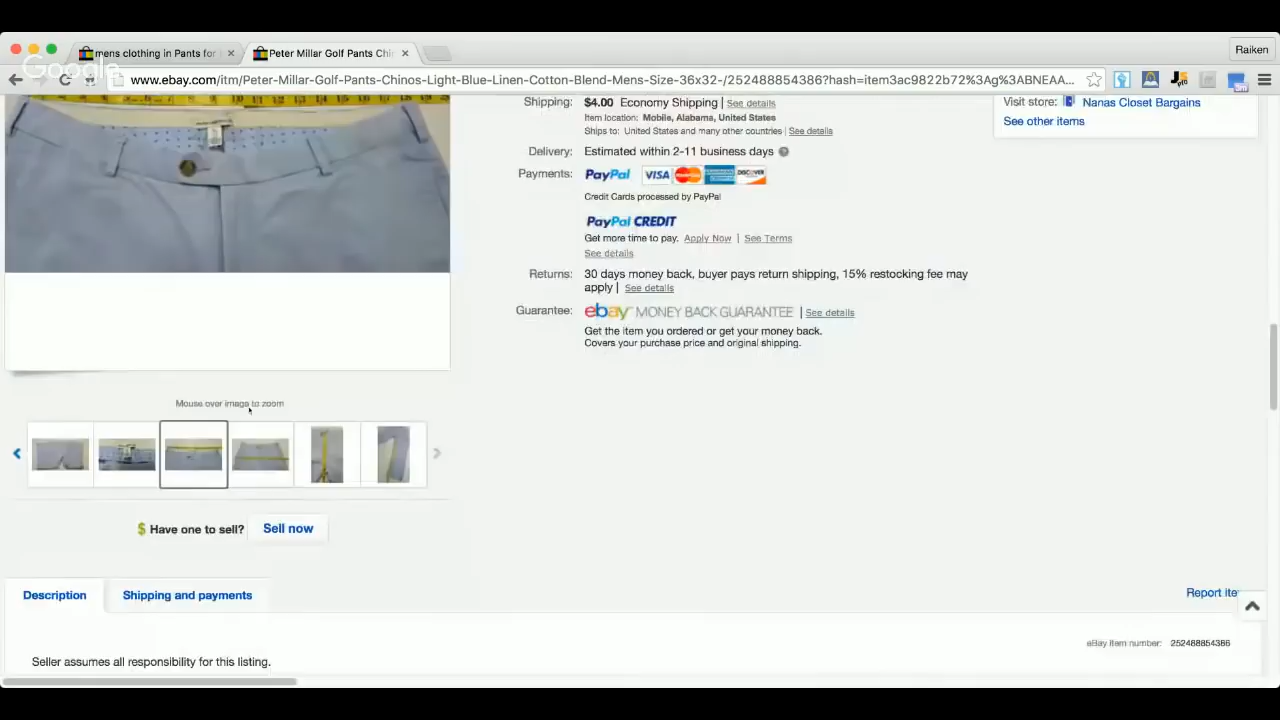 mens clothing in Pants for
Peter Millar Golf Pants Chi
Raiken
Google
www.ebay.com/itm/Peter-Millar-Golf-Pants-Chinos-Light-Blue-Linen-Cotton-Blend-Mens-Size-36x32-/252488854386?hash=item3ac9822b72%3Ag%3ABNEAA...
Shipping: $4.00 Economy Shipping | See details
Item location: Mobile, Alabama, United States
Ships to: United States and many other countries | See details
Delivery: Estimated within 2-11 business days
Payments: PayPal VISA MasterCard DISCOVER
Credit Cards processed by PayPal
PayPal CREDIT
Get more time to pay. Apply Now | See Terms
See details
Returns: 30 days money back, buyer pays return shipping, 15% restocking fee may
apply | See details
Guarantee: ebay MONEY BACK GUARANTEE | See details
Get the item you ordered or get your money back.
Covers your purchase price and original shipping.
Visit store: Nanas Closet Bargains
See other items
Mouse over image to zoom
$ Have one to sell? Sell now
Description
Shipping and payments
Report ite
eBay item number: 252488854386
Seller assumes all responsibility for this listing.